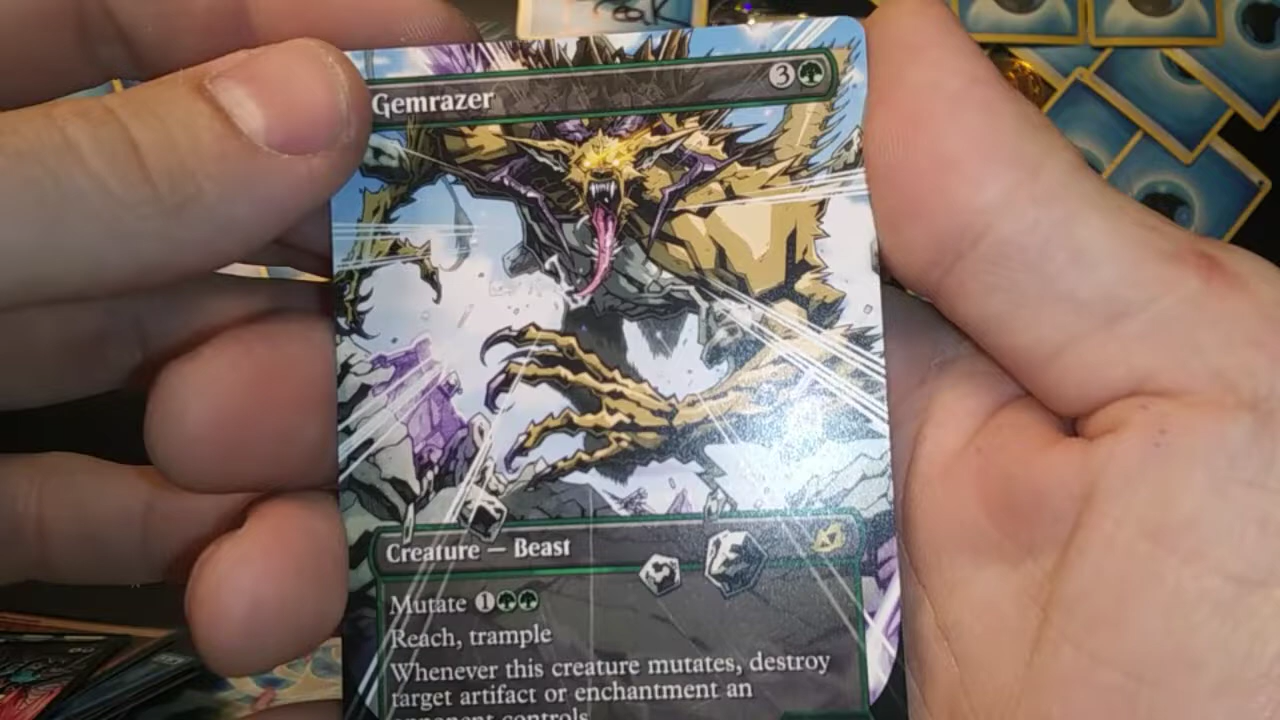 Gemrazer
3
Creature — Beast
Mutate 1
Reach, trample
Whenever this creature mutates, destroy
target artifact or enchantment an
opponent controls.